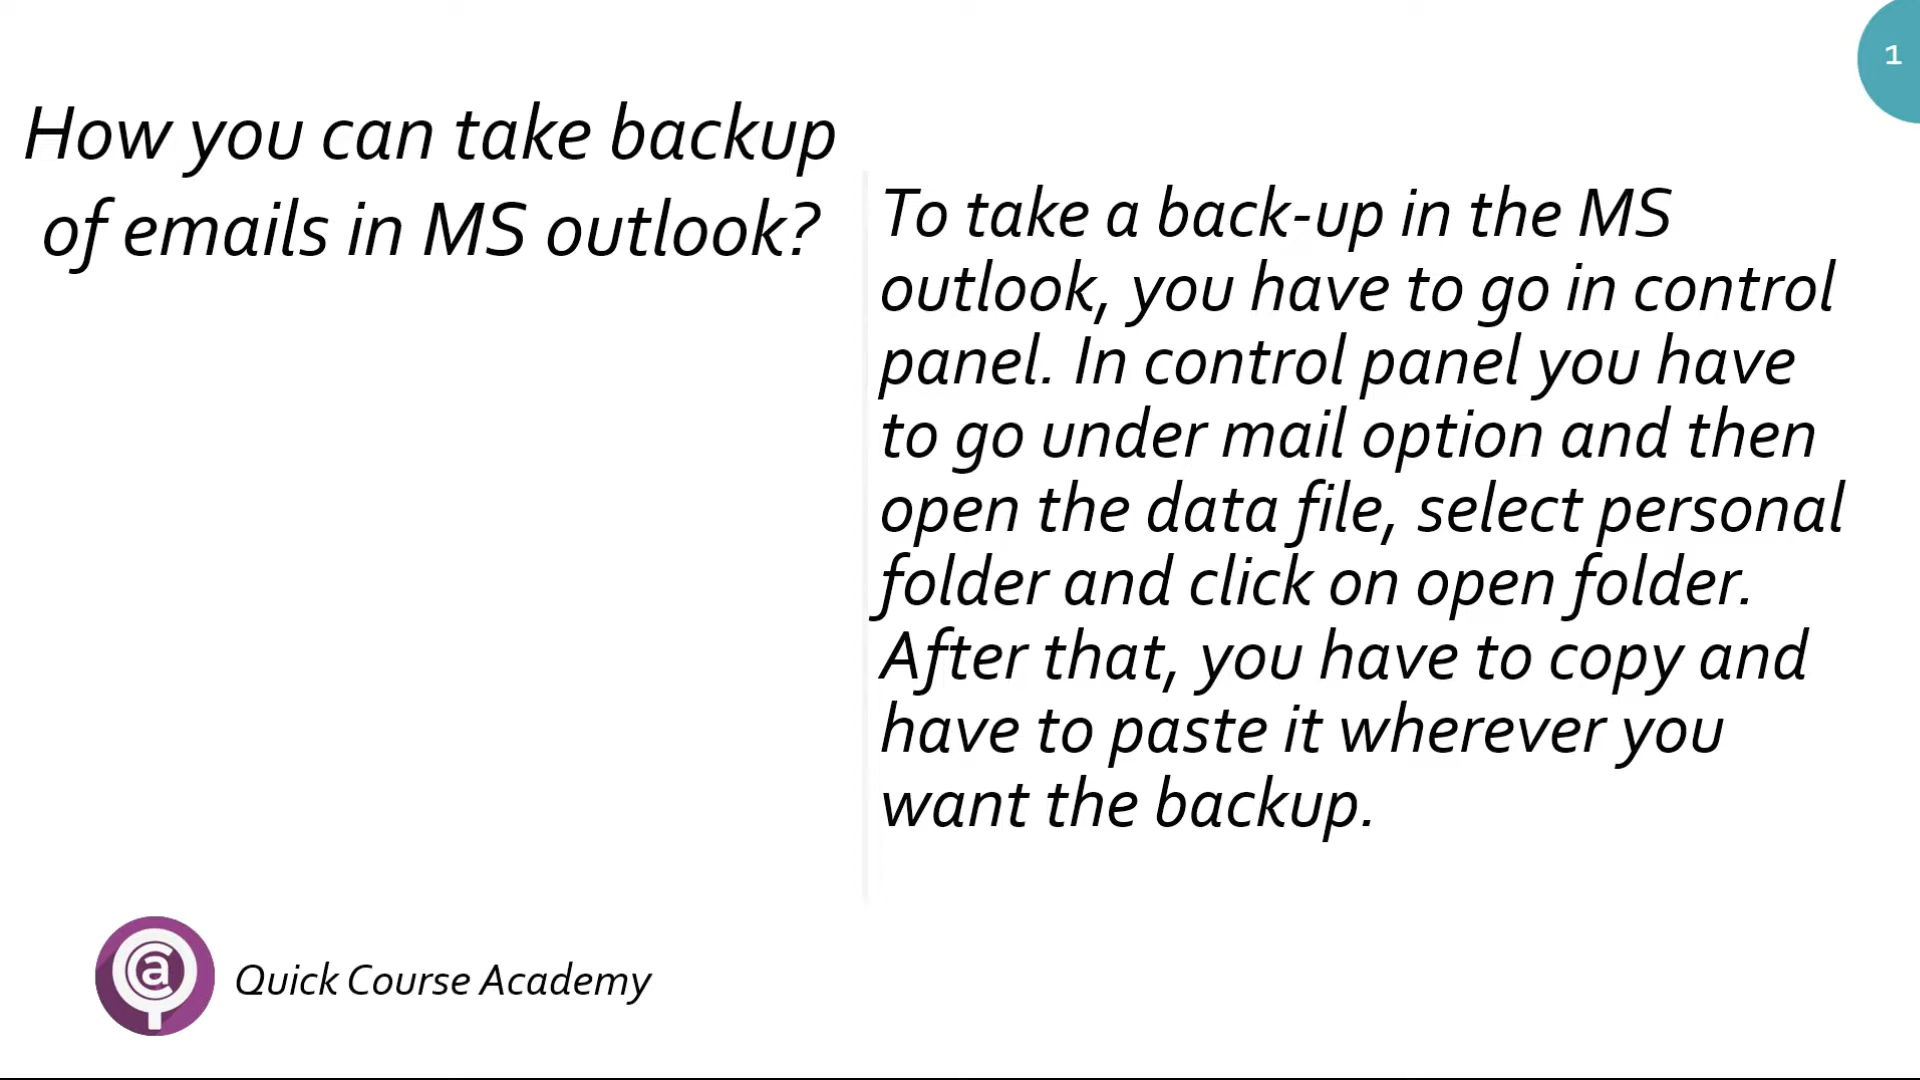 1
How you can take backup
of emails in MS outlook?
To take a back-up in the MS
outlook, you have to go in control
panel. In control panel you have
to go under mail option and then
open the data file, select personal
folder and click on open folder.
After that, you have to copy and
have to paste it wherever you
want the backup.
a
Quick Course Academy